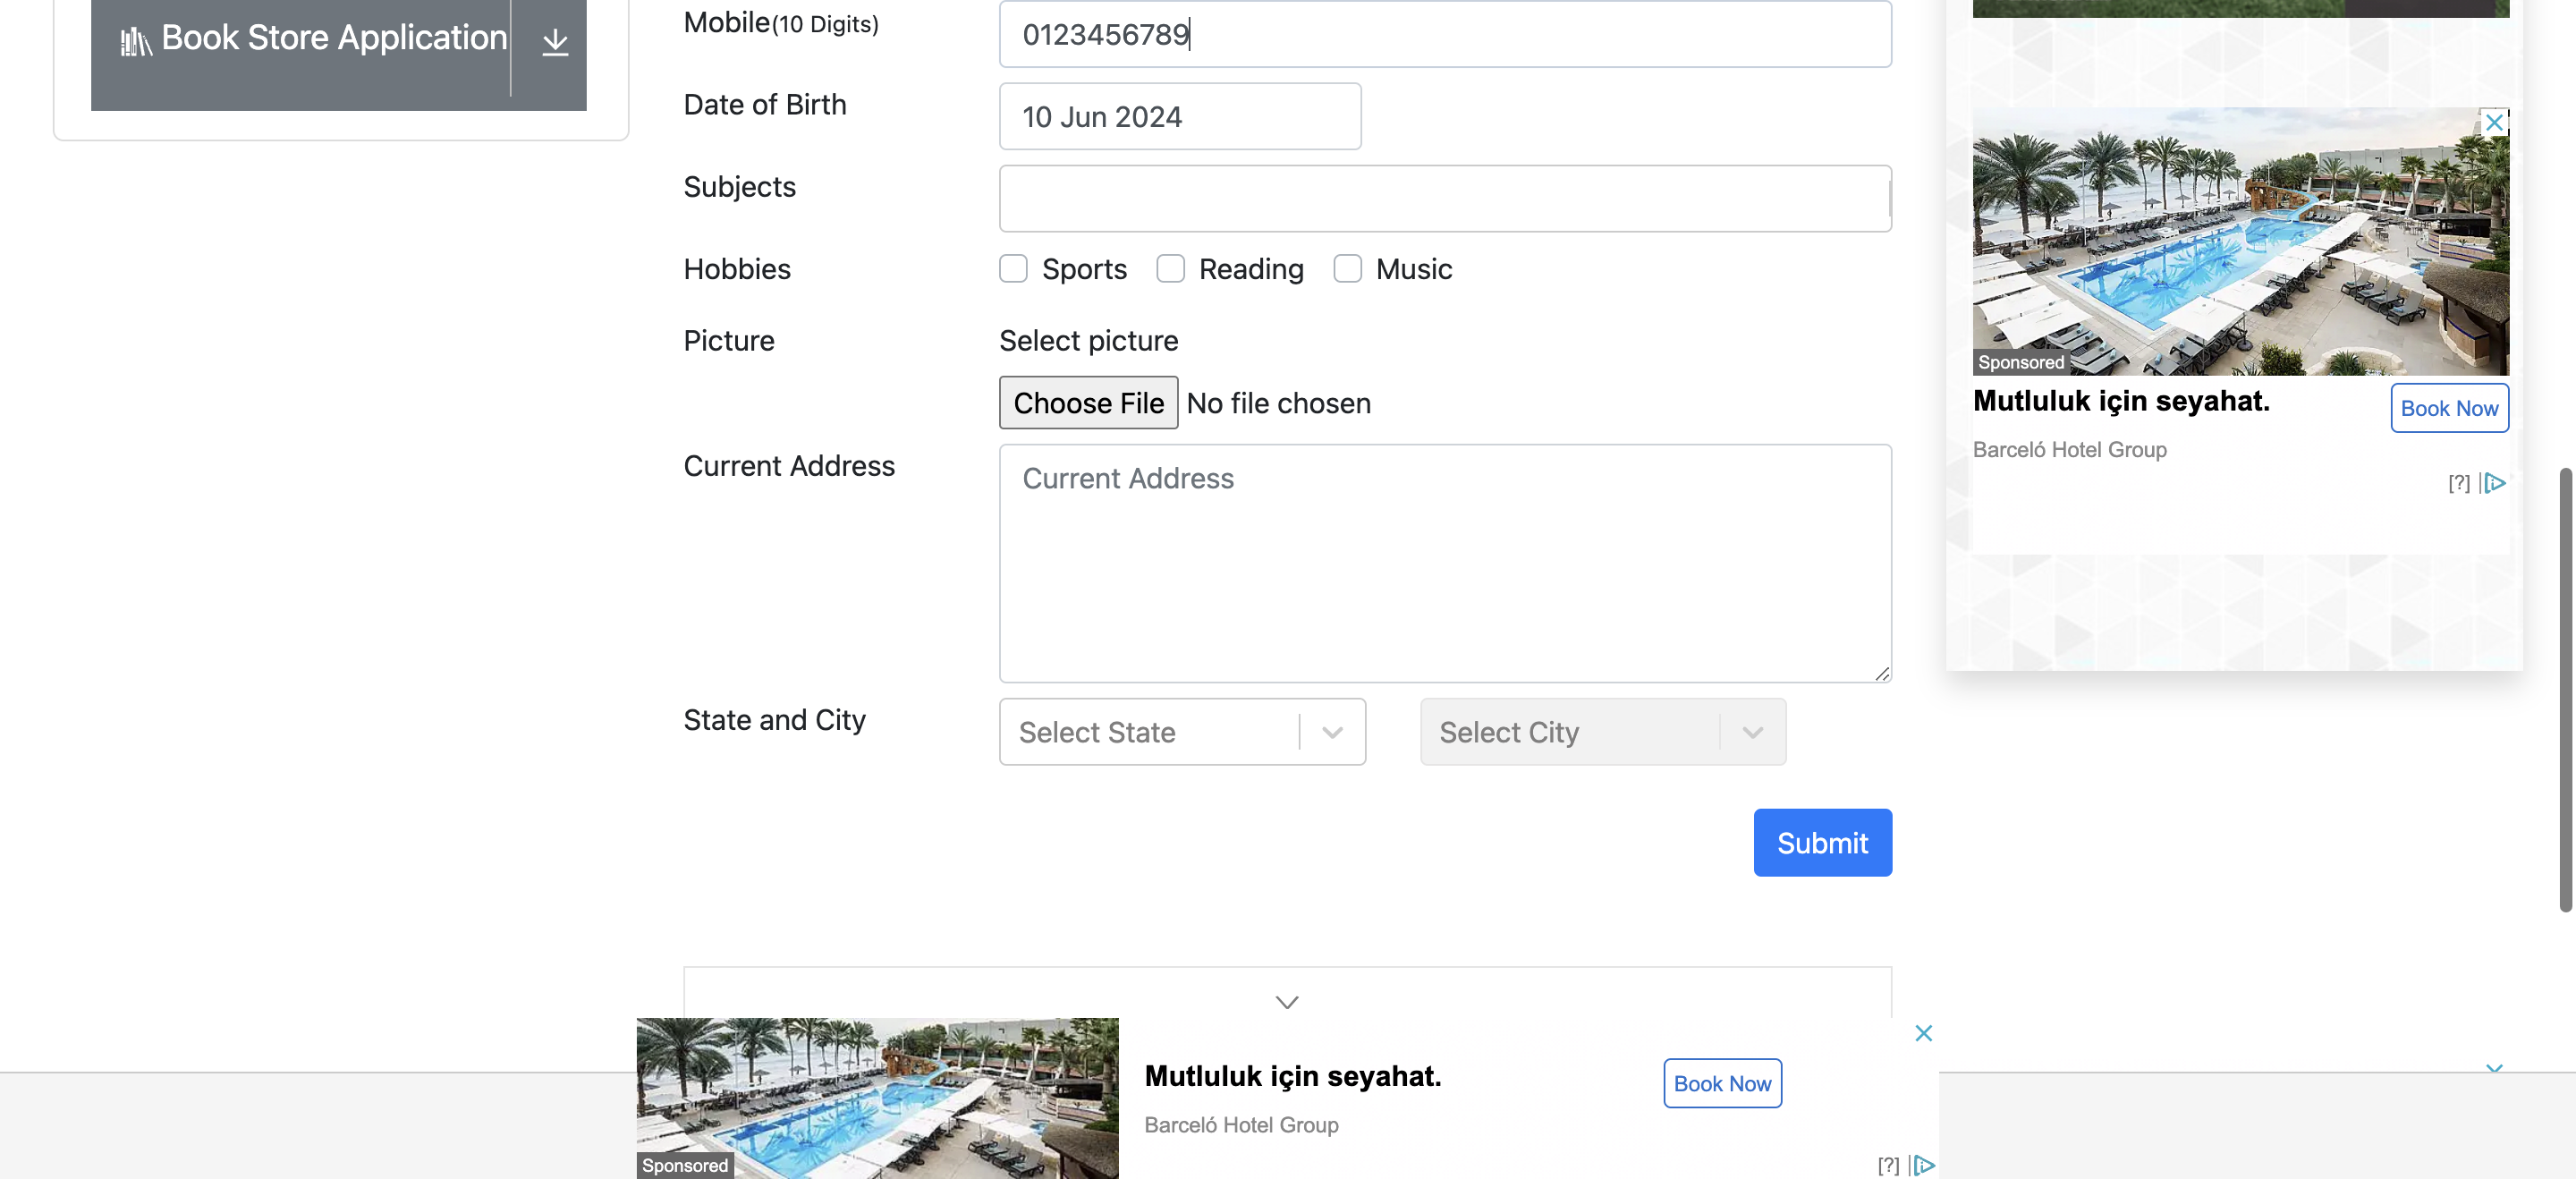 Book Store Application
Mobile(10 Digits)
0123456789
Date of Birth
10 Jun 2024
Subjects
Hobbies
Sports
Reading
Music
Picture
Select picture
Choose File
No file chosen
Current Address
Current Address
State and City
Select State
Select City
Submit
Sponsored
Mutluluk için seyahat.
Book Now
Barceló Hotel Group
[?]
Mutluluk için seyahat.
Book Now
Barceló Hotel Group
Sponsored
[?]